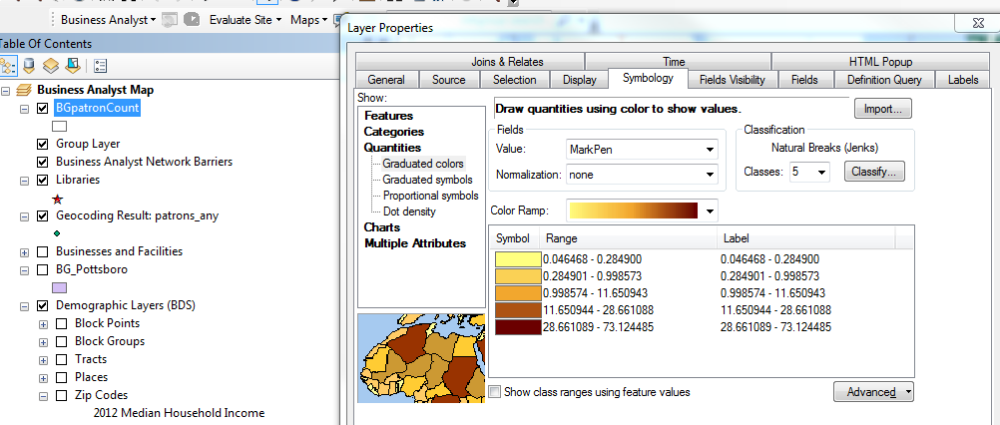 Business Analyst
Evaluate Site
Maps
Table Of Contents
Business Analyst Map
BGpatronCount
Group Layer
Business Analyst Network Barriers
Libraries
Geocoding Result: patrons_any
Businesses and Facilities
BG_Pottsboro
Demographic Layers (BDS)
Block Points
Block Groups
Tracts
Places
Zip Codes
2012 Median Household Income
Layer Properties
Joins & Relates
Time
HTML Popup
General
Source
Selection
Display
Symbology
Fields Visibility
Fields
Definition Query
Labels
Show:
Features
Categories
Quantities
Graduated colors
Graduated symbols
Proportional symbols
Dot density
Charts
Multiple Attributes
Draw quantities using color to show values.
Import...
Fields
Value:
MarkPen
Normalization:
none
Classification
Natural Breaks (Jenks)
Classes:
5
Classify...
Color Ramp:
Symbol Range Label
0.046468 - 0.284900 0.046468 - 0.284900
0.284901 - 0.998573 0.284901 - 0.998573
0.998574 - 11.650943 0.998574 - 11.650943
11.650944 - 28.661088 11.650944 - 28.661088
28.661089 - 73.124485 28.661089 - 73.124485
Show class ranges using feature values
Advanced